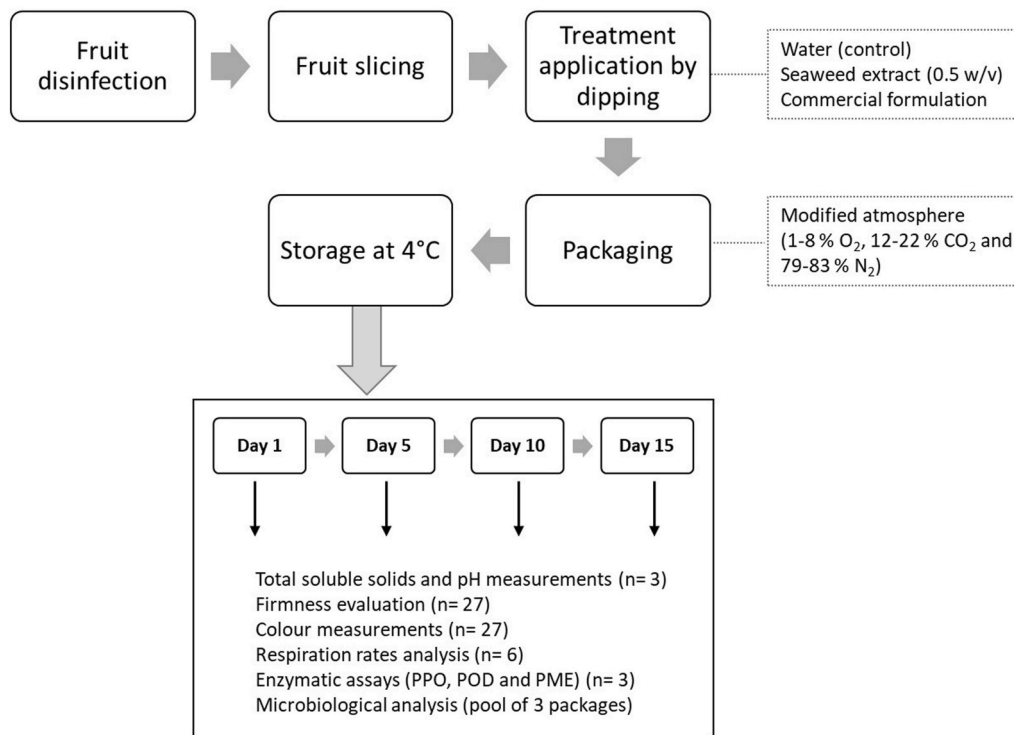 Fruit
disinfection
Fruit slicing
Treatment
application by
dipping
Water (control)
Seaweed extract (0.5 w/v)
Commercial formulation
Storage at 4°C
Packaging
Modified atmosphere
(1-8 % O₂, 12-22 % CO₂ and
79-83 % N₂)
Day 1
Day 5
Day 10
Day 15
Total soluble solids and pH measurements (n= 3)
Firmness evaluation (n= 27)
Colour measurements (n= 27)
Respiration rates analysis (n= 6)
Enzymatic assays (PPO, POD and PME) (n= 3)
Microbiological analysis (pool of 3 packages)